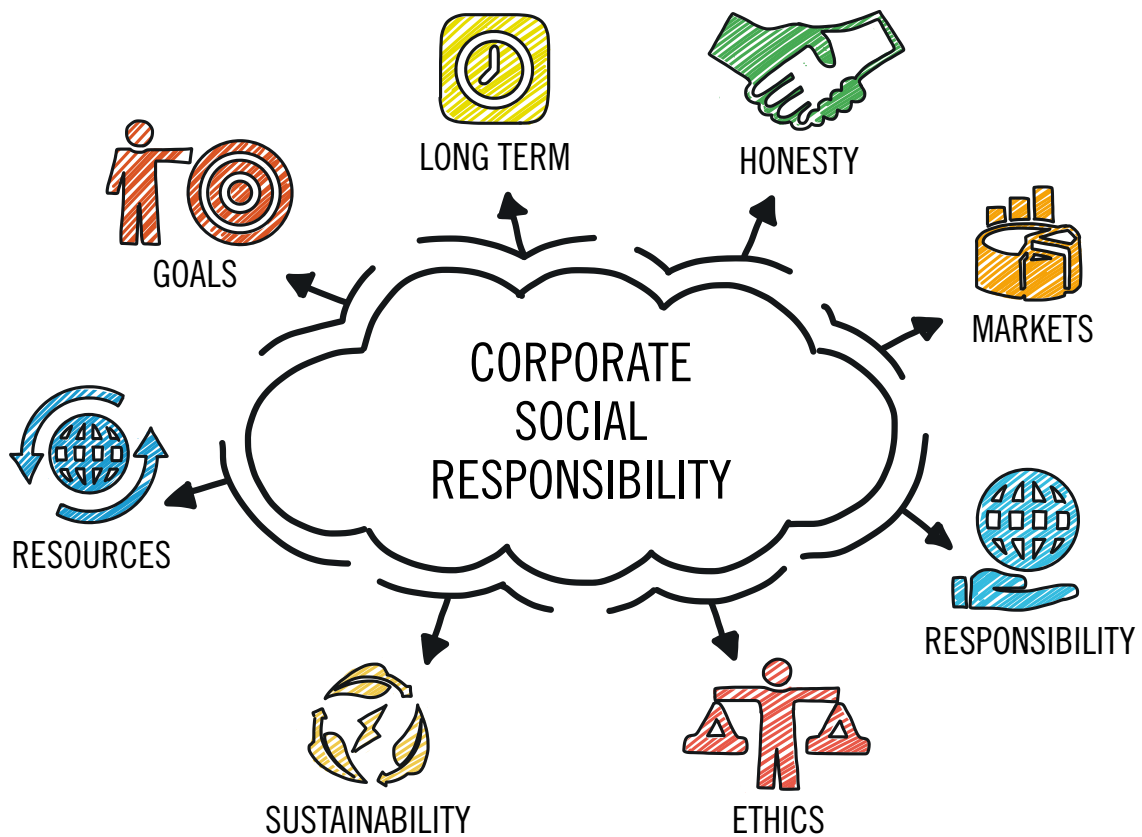 LONG TERM
HONESTY
GOALS
MARKETS
CORPORATE
SOCIAL
RESPONSIBILITY
RESOURCES
RESPONSIBILITY
SUSTAINABILITY
ETHICS